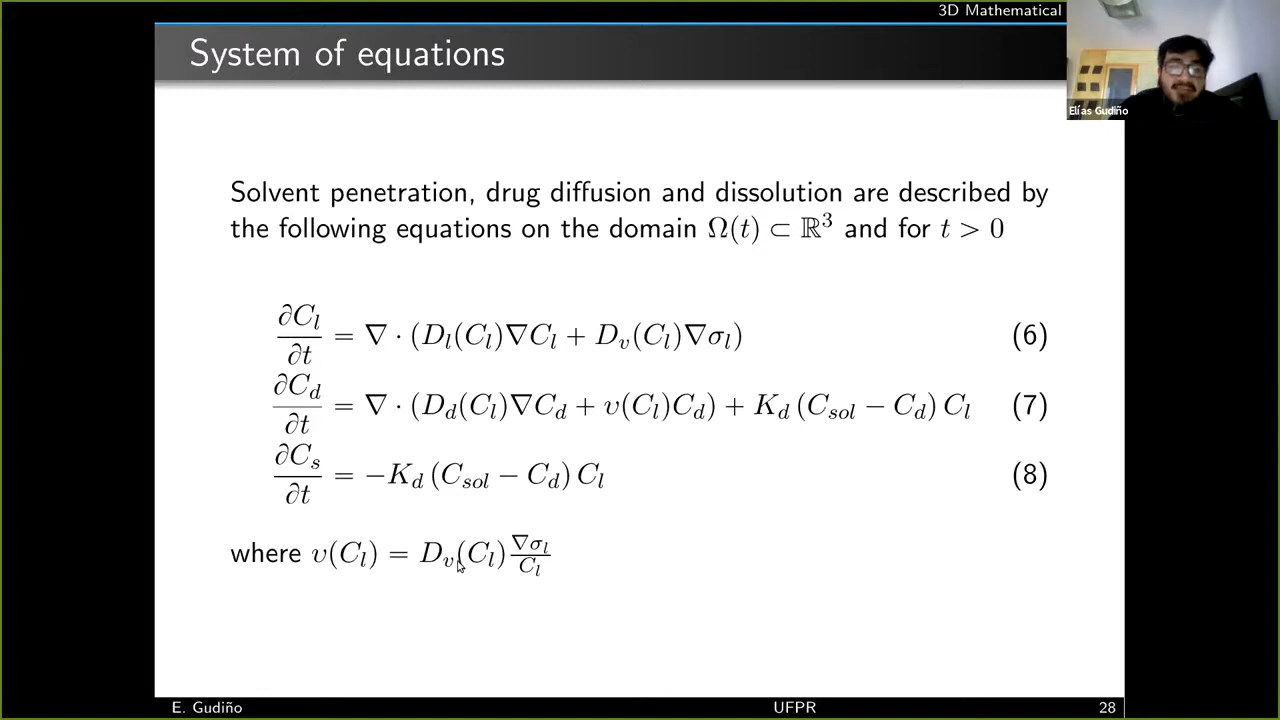 3D Mathematical
System of equations
Elías Gudiño
Solvent penetration, drug diffusion and dissolution are described by
the following equations on the domain Ω(t) ⊂ ℝ³ and for t > 0
∂C_l/∂t = ∇ · (D_l(C_l)∇C_l + D_v(C_l)∇σ_l) (6)
∂C_d/∂t = ∇ · (D_d(C_l)∇C_d + υ(C_l)C_d) + K_d (C_sol − C_d) C_l (7)
∂C_s/∂t = −K_d (C_sol − C_d) C_l (8)
where υ(C_l) = D_v(C_l) ∇σ_l/C_l
E. Gudiño UFPR 28